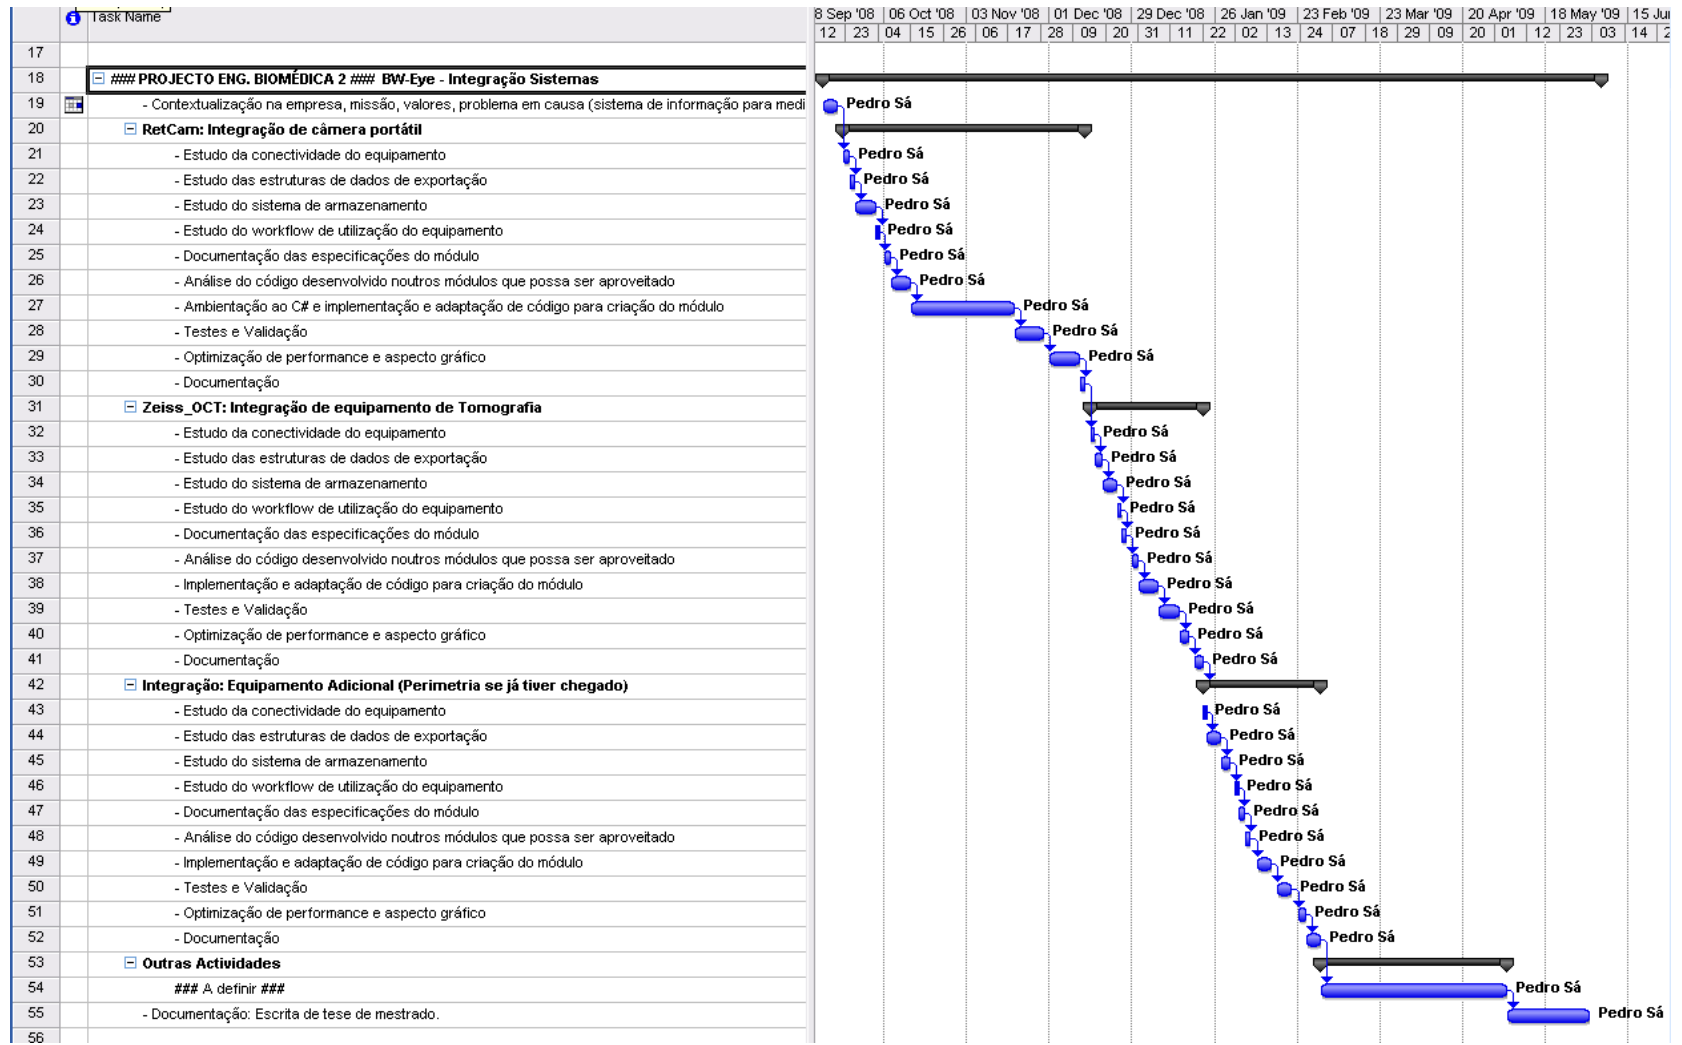 Task Name
8 Sep '08 06 Oct '08 03 Nov '08 01 Dec '08 29 Dec '08 26 Jan '09 23 Feb '09 23 Mar '09 20 Apr '09 18 May '09 15 Ju
12 23 04 15 26 06 17 28 09 20 31 11 22 02 13 24 07 18 29 09 20 01 12 23 03 14 2
17
18 ### PROJECTO ENG. BIOMÉDICA 2 ### BW-Eye - Integração Sistemas
19 - Contextualização na empresa, missão, valores, problema em causa (sistema de informação para medi Pedro Sá
20 RetCam: Integração de câmera portátil
21 - Estudo da conectividade do equipamento Pedro Sá
22 - Estudo das estruturas de dados de exportação Pedro Sá
23 - Estudo do sistema de armazenamento Pedro Sá
24 - Estudo do workflow de utilização do equipamento Pedro Sá
25 - Documentação das especificações do módulo Pedro Sá
26 - Análise do código desenvolvido noutros módulos que possa ser aproveitado Pedro Sá
27 - Ambientação ao C# e implementação e adaptação de código para criação do módulo Pedro Sá
28 - Testes e Validação Pedro Sá
29 - Optimização de performance e aspecto gráfico Pedro Sá
30 - Documentação
31 Zeiss_OCT: Integração de equipamento de Tomografia
32 - Estudo da conectividade do equipamento Pedro Sá
33 - Estudo das estruturas de dados de exportação Pedro Sá
34 - Estudo do sistema de armazenamento Pedro Sá
35 - Estudo do workflow de utilização do equipamento Pedro Sá
36 - Documentação das especificações do módulo Pedro Sá
37 - Análise do código desenvolvido noutros módulos que possa ser aproveitado Pedro Sá
38 - Implementação e adaptação de código para criação do módulo Pedro Sá
39 - Testes e Validação Pedro Sá
40 - Optimização de performance e aspecto gráfico Pedro Sá
41 - Documentação Pedro Sá
42 Integração: Equipamento Adicional (Perimetria se já tiver chegado)
43 - Estudo da conectividade do equipamento Pedro Sá
44 - Estudo das estruturas de dados de exportação Pedro Sá
45 - Estudo do sistema de armazenamento Pedro Sá
46 - Estudo do workflow de utilização do equipamento Pedro Sá
47 - Documentação das especificações do módulo Pedro Sá
48 - Análise do código desenvolvido noutros módulos que possa ser aproveitado Pedro Sá
49 - Implementação e adaptação de código para criação do módulo Pedro Sá
50 - Testes e Validação Pedro Sá
51 - Optimização de performance e aspecto gráfico Pedro Sá
52 - Documentação Pedro Sá
53 Outras Actividades
54 ### A definir ### Pedro Sá
55 - Documentação: Escrita de tese de mestrado. Pedro Sá
56